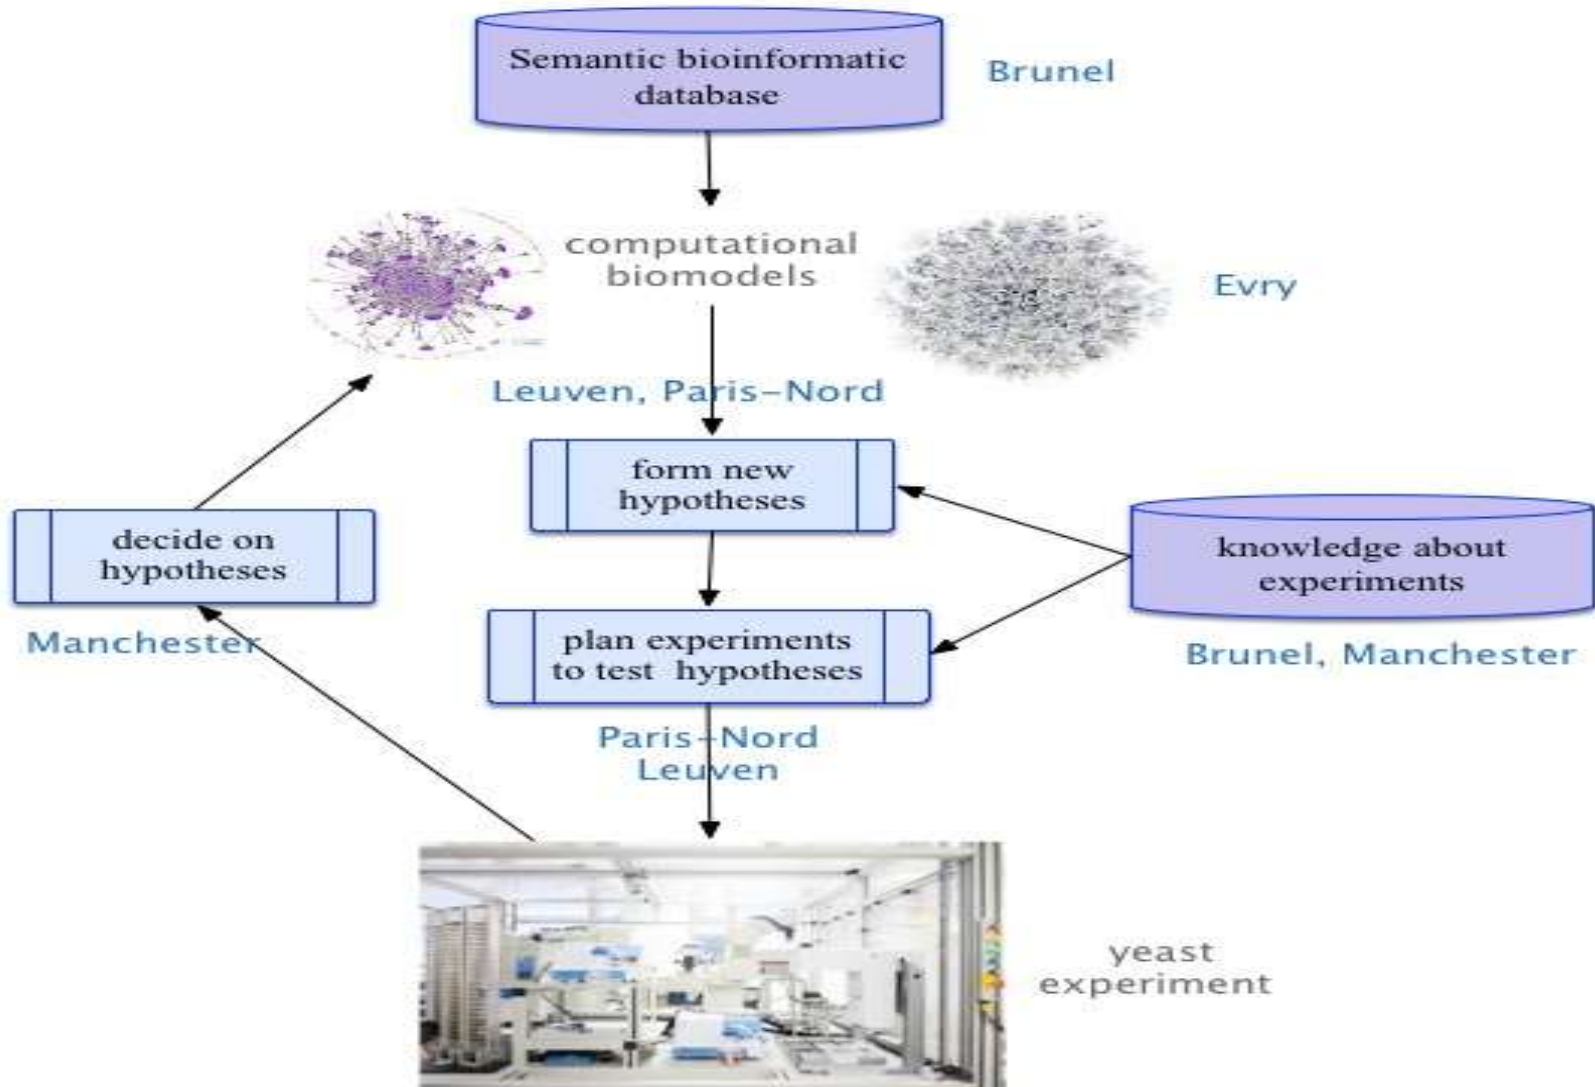 Semantic bioinformatic
database
Brunel
computational
biomodels
Evry
Leuven, Paris-Nord
form new
hypotheses
decide on
hypotheses
Manchester
knowledge about
experiments
Brunel, Manchester
plan experiments
to test hypotheses
Paris-Nord
Leuven
yeast
experiment